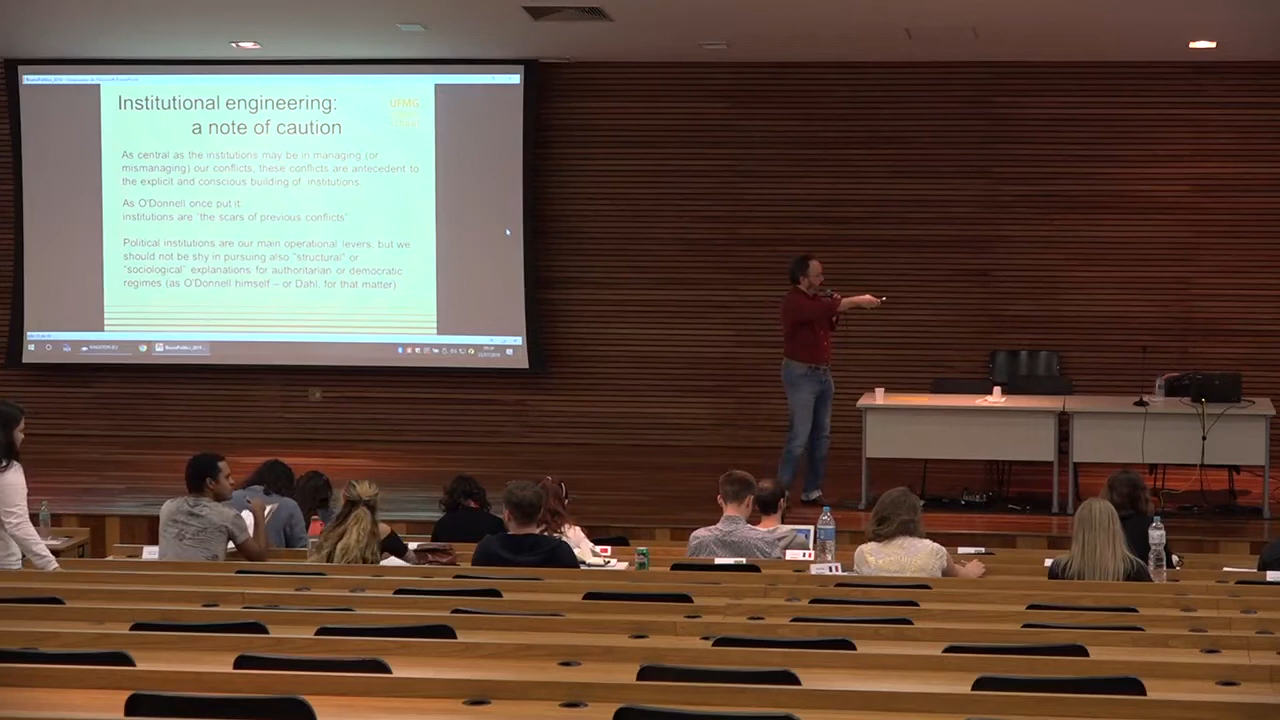 Institutional engineering:
a note of caution
UFMG
As central as the institutions may be in managing (or
mismanaging) our conflicts, these conflicts are antecedent to
the explicit and conscious building of institutions.
As O'Donnell once put it:
institutions are "the scars of previous conflicts"
Political institutions are our main operational levers, but we
should not be shy in pursuing also "structural" or
"sociological" explanations for authoritarian or democratic
regimes (as O'Donnell himself – or Dahl, for that matter)